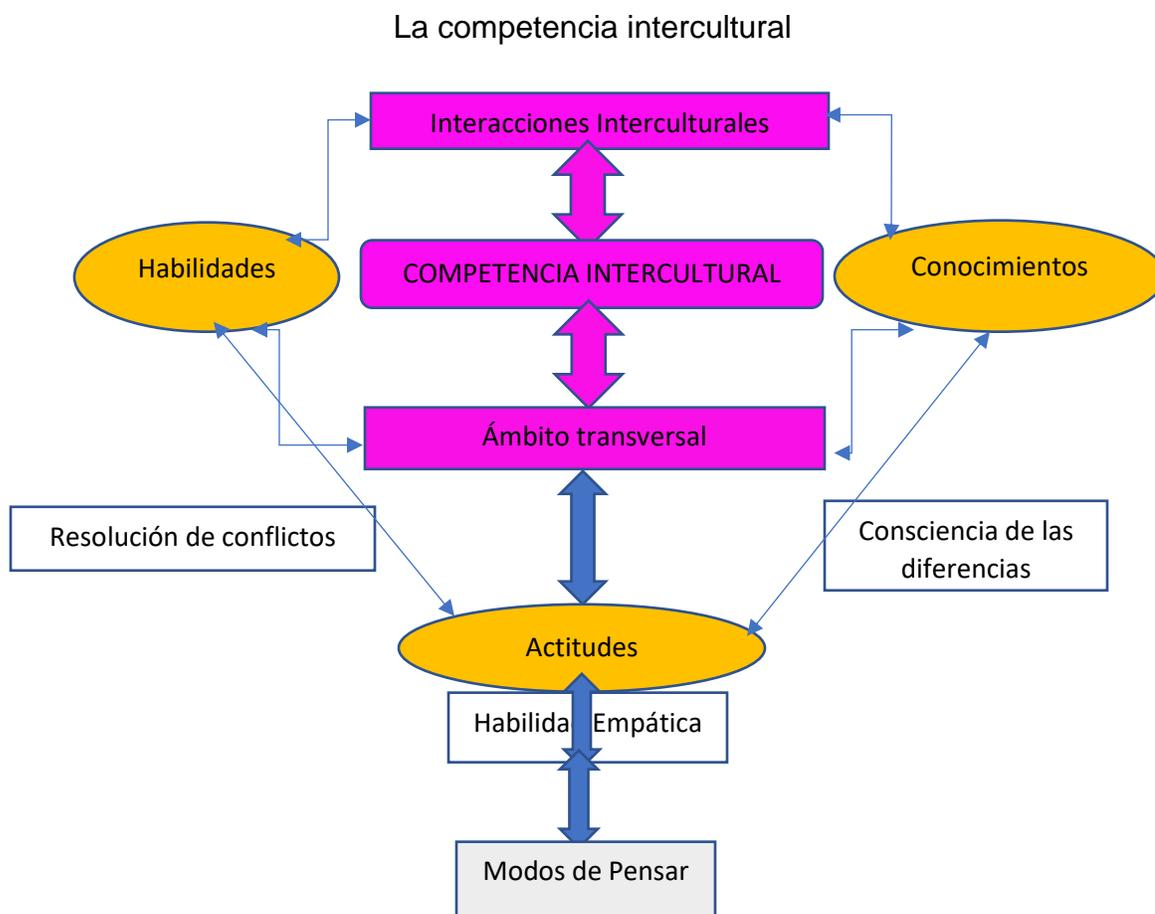 La competencia intercultural
Interacciones Interculturales
Habilidades
COMPETENCIA INTERCULTURAL
Conocimientos
Ámbito transversal
Resolución de conflictos
Consciencia de las
diferencias
Actitudes
Habilidad Empática
Modos de Pensar